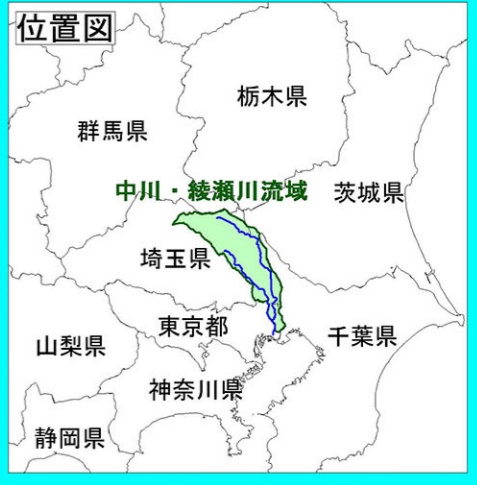 位置図
栃木県
群馬県
中川・綾瀬川流域
茨城県
埼玉県
東京都
千葉県
山梨県
神奈川県
静岡県